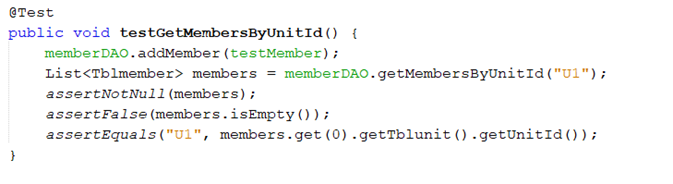 @Test
public void testGetMembersByUnitId() {
    memberDAO.addMember(testMember);
    List<Tblmember> members = memberDAO.getMembersByUnitId("U1");
    assertNotNull(members);
    assertFalse(members.isEmpty());
    assertEquals("U1", members.get(0).getTblunit().getUnitId());
}